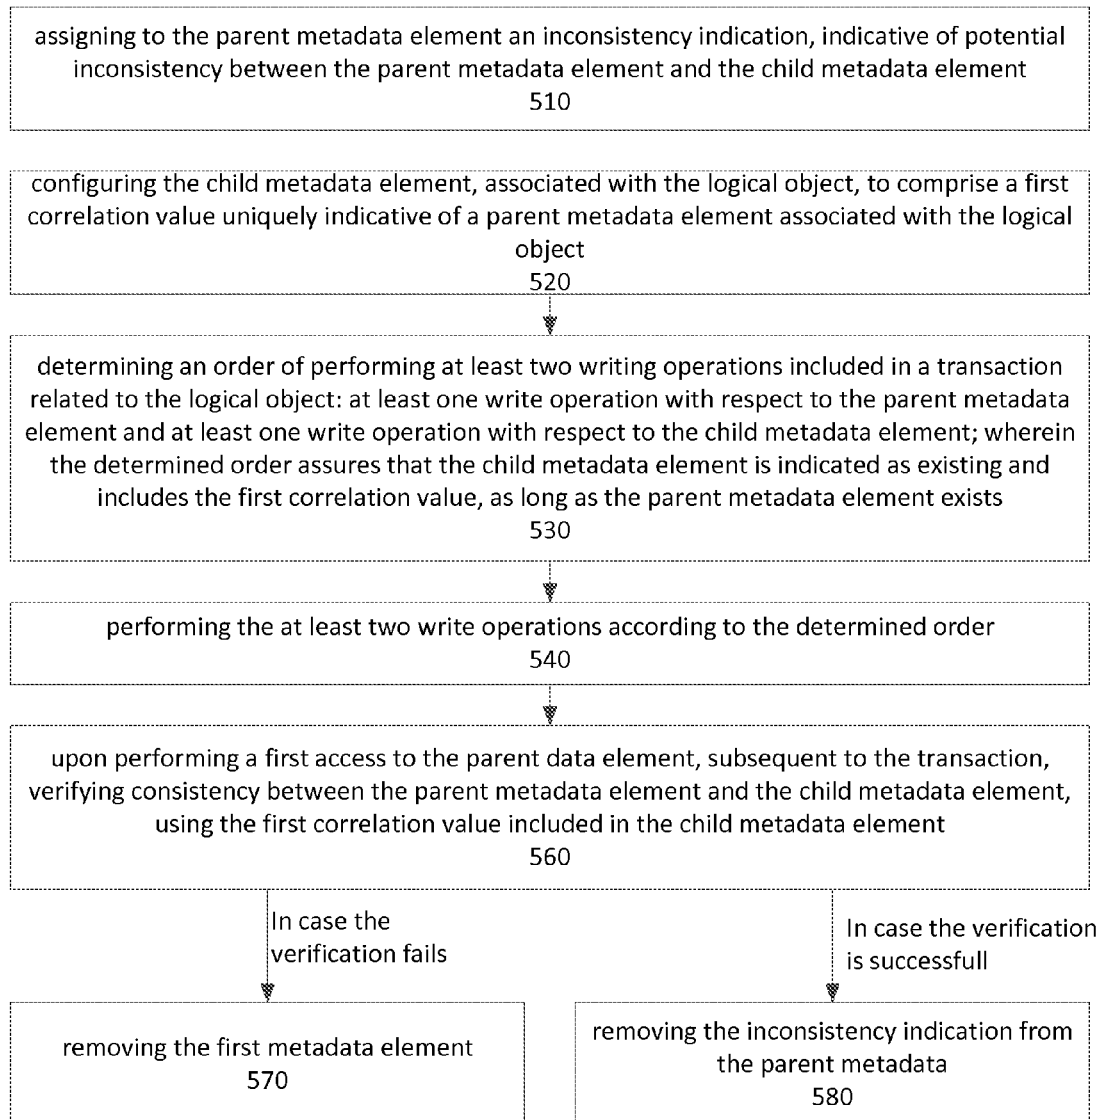 assigning to the parent metadata element an inconsistency indication, indicative of potential
inconsistency between the parent metadata element and the child metadata element
510
configuring the child metadata element, associated with the logical object, to comprise a first
correlation value uniquely indicative of a parent metadata element associated with the logical
object
520
determining an order of performing at least two writing operations included in a transaction
related to the logical object: at least one write operation with respect to the parent metadata
element and at least one write operation with respect to the child metadata element; wherein
the determined order assures that the child metadata element is indicated as existing and
includes the first correlation value, as long as the parent metadata element exists
530
performing the at least two write operations according to the determined order
540
upon performing a first access to the parent data element, subsequent to the transaction,
verifying consistency between the parent metadata element and the child metadata element,
using the first correlation value included in the child metadata element
560
In case the
verification fails
In case the verification
is successfull
removing the first metadata element
570
removing the inconsistency indication from
the parent metadata
580